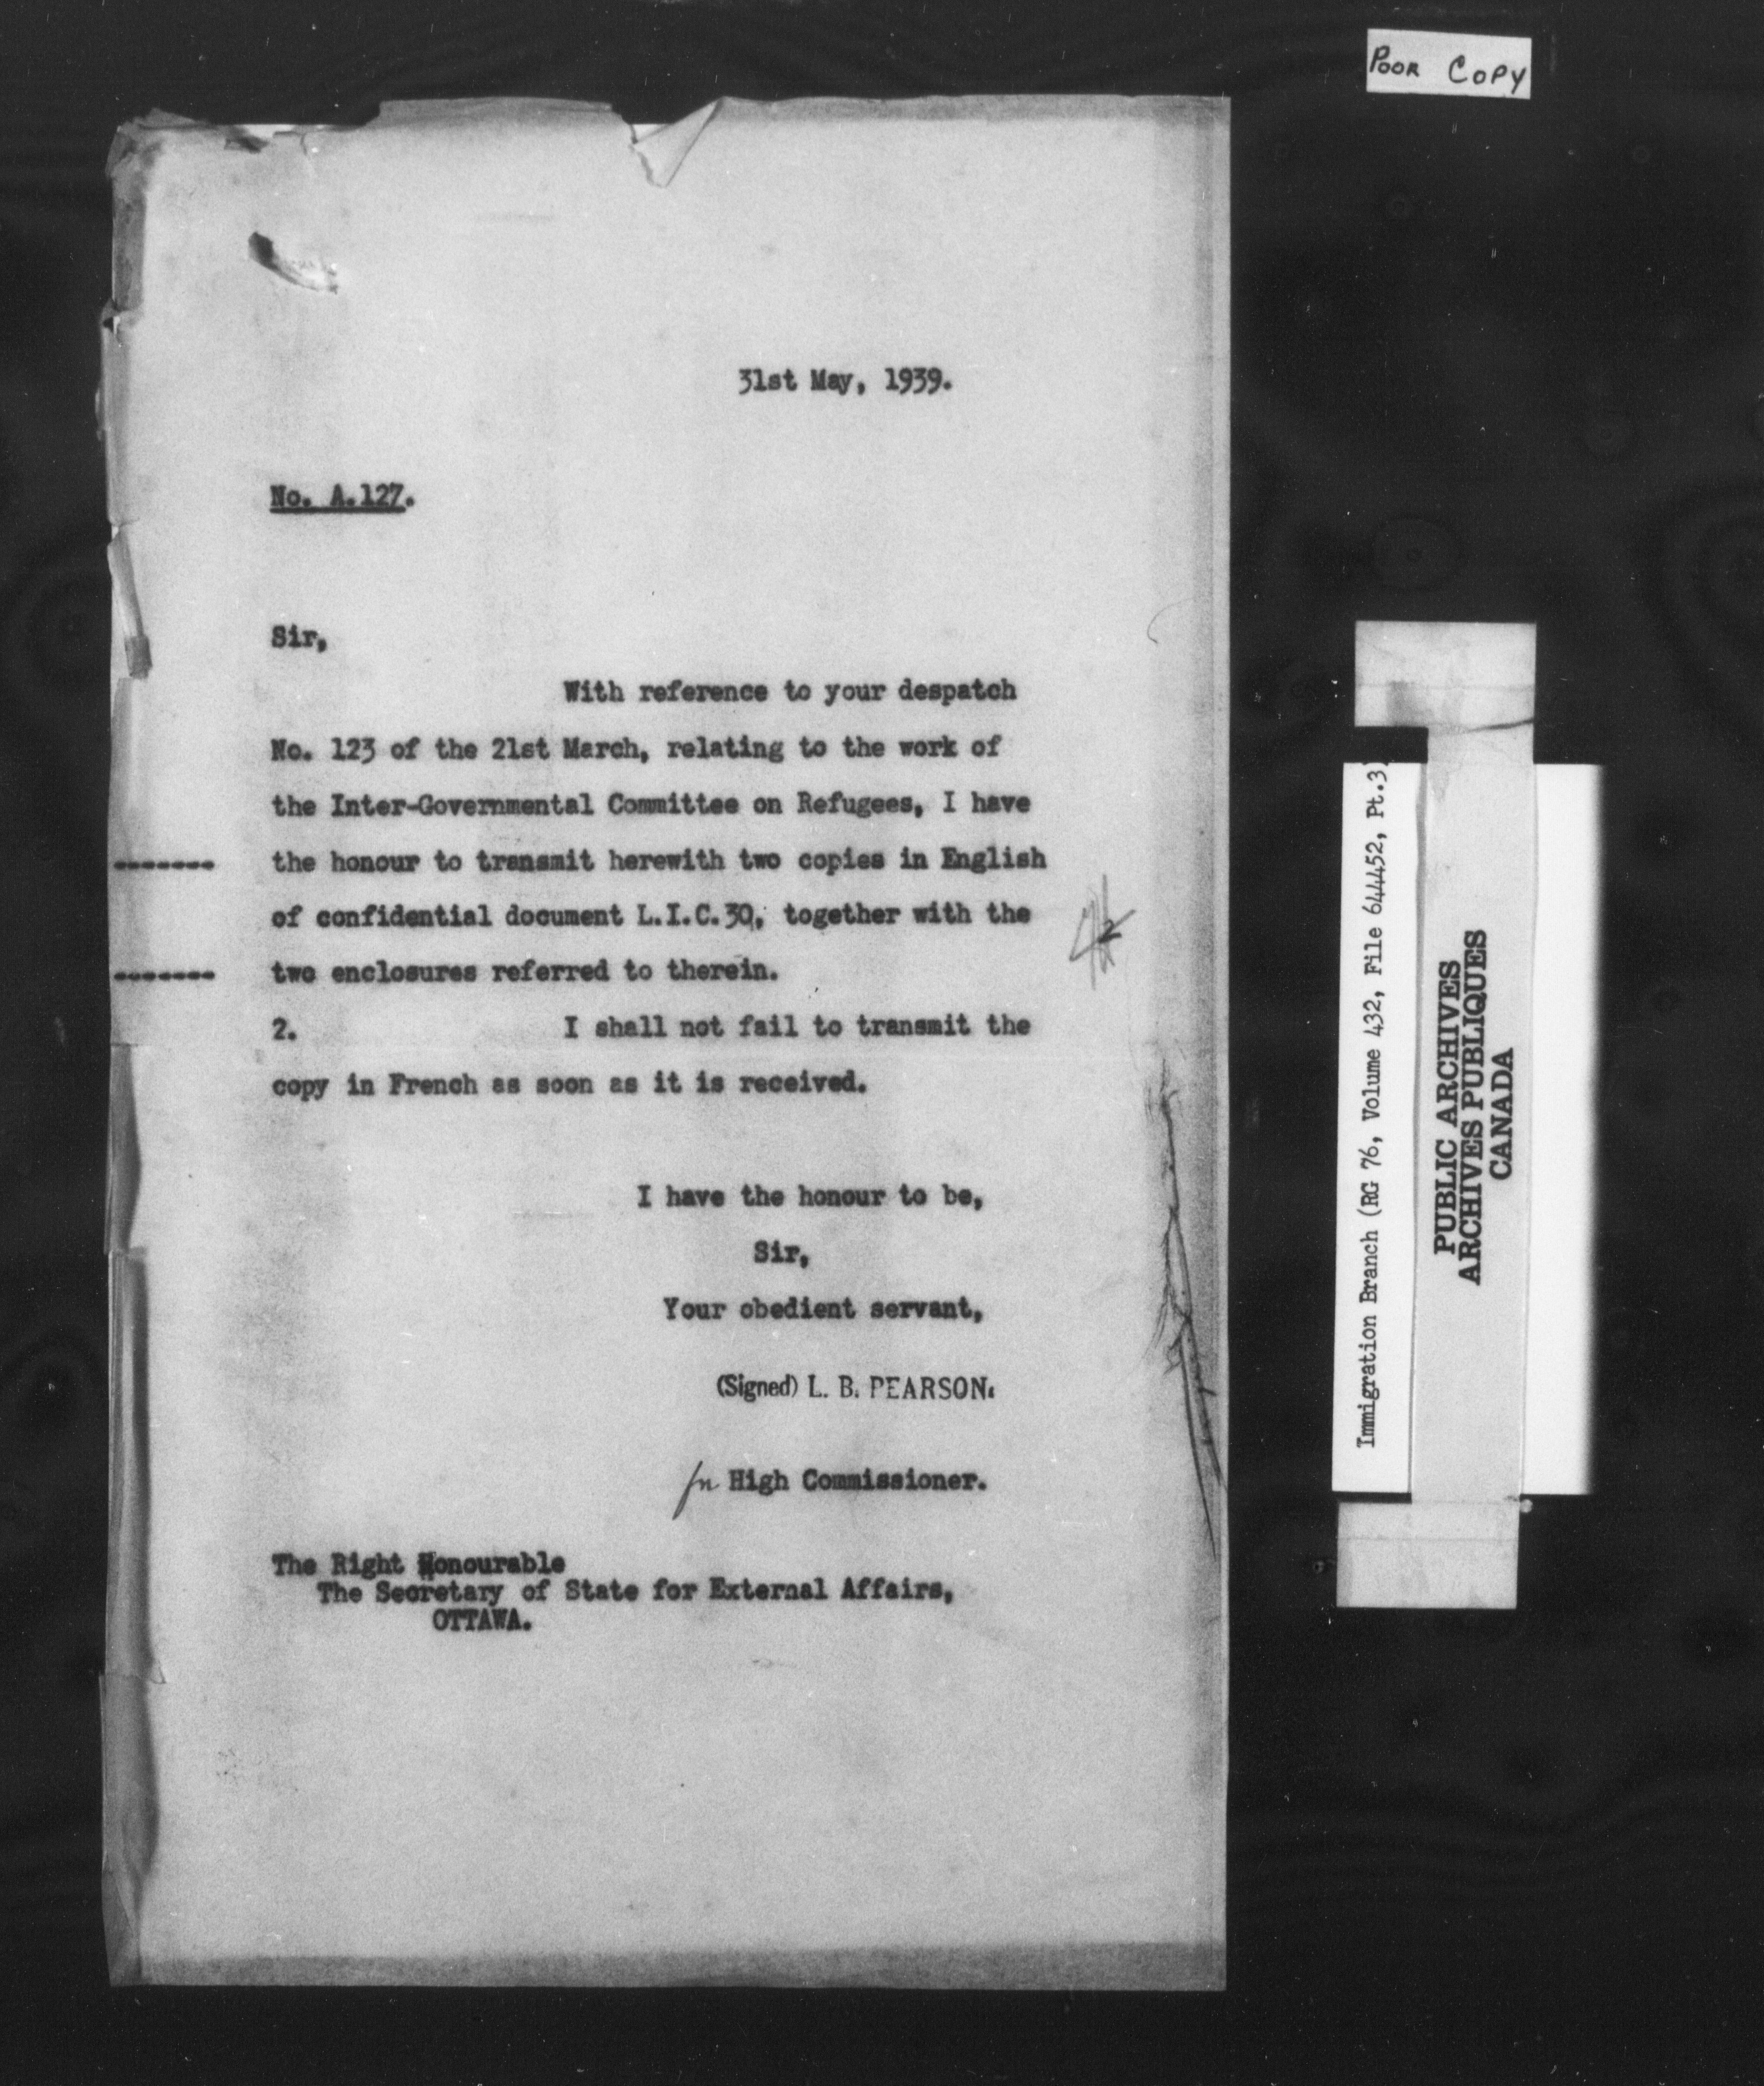 POOR COPY
31st May, 1939.
No. A.127.
Sir,
With reference to your despatch
No. 123 of the 21st March, relating to the work of
the Inter-Governmental Committee on Refugees, I have
the honour to transmit herewith two copies in English
of confidential document L.I.C.30, together with the
two enclosures referred to therein.
2. I shall not fail to transmit the
copy in French as soon as it is received.
I have the honour to be,
Sir,
Your obedient servant,
(Signed) L. B. PEARSON.
for High Commissioner.
The Right Honourable
The Secretary of State for External Affairs,
OTTAWA.
Immigration Branch (RG 76, Volume 432, File 644452, Pt.3)
PUBLIC ARCHIVES
ARCHIVES PUBLIQUES
CANADA